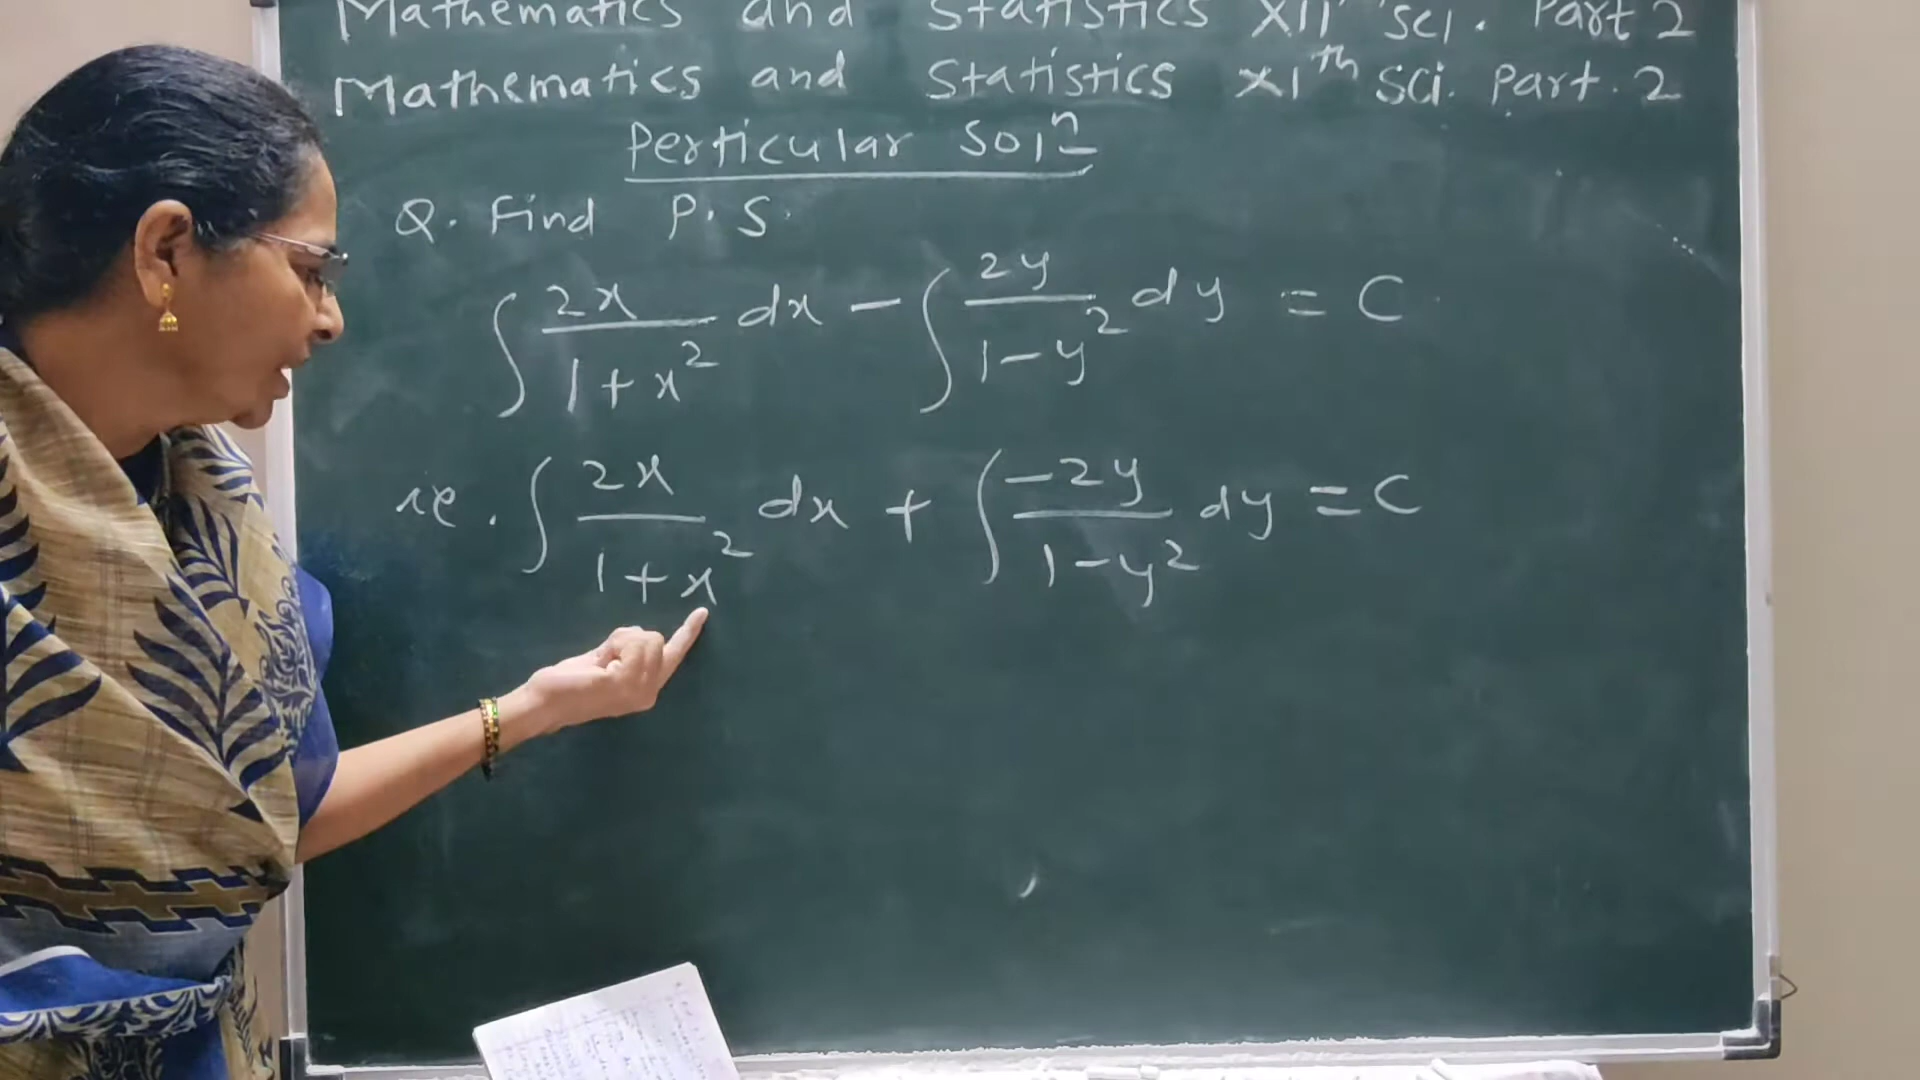 Mathematics and Statistics XIIth Sci. Part 2
Mathematics and Statistics XIth Sci. Part. 2
Perticular Solⁿ
Q. Find P.S.
∫ 2x/(1+x²) dx − ∫ 2y/(1−y²) dy = C
ie. ∫ 2x/(1+x²) dx + ∫ −2y/(1−y²) dy = C